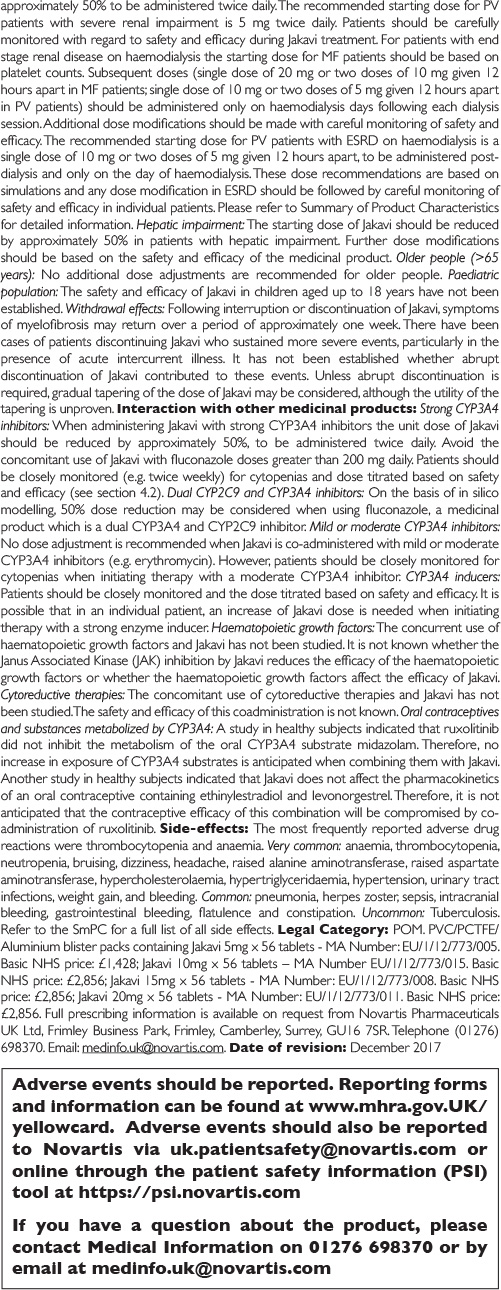 approximately 50% to be administered twice daily. The recommended starting dose for PV
patients with severe renal impairment is 5 mg twice daily. Patients should be carefully
monitored with regard to safety and efficacy during Jakavi treatment. For patients with end
stage renal disease on haemodialysis the starting dose for MF patients should be based on
platelet counts. Subsequent doses (single dose of 20 mg or two doses of 10 mg given 12
hours apart in MF patients; single dose of 10 mg or two doses of 5 mg given 12 hours apart
in PV patients) should be administered only on haemodialysis days following each dialysis
session. Additional dose modifications should be made with careful monitoring of safety and
efficacy. The recommended starting dose for PV patients with ESRD on haemodialysis is a
single dose of 10 mg or two doses of 5 mg given 12 hours apart, to be administered post-
dialysis and only on the day of haemodialysis. These dose recommendations are based on
simulations and any dose modification in ESRD should be followed by careful monitoring of
safety and efficacy in individual patients. Please refer to Summary of Product Characteristics
for detailed information. Hepatic impairment: The starting dose of Jakavi should be reduced
by approximately 50% in patients with hepatic impairment. Further dose modifications
should be based on the safety and efficacy of the medicinal product. Older people (>65
years): No additional dose adjustments are recommended for older people. Paediatric
population: The safety and efficacy of Jakavi in children aged up to 18 years have not been
established. Withdrawal effects: Following interruption or discontinuation of Jakavi, symptoms
of myelofibrosis may return over a period of approximately one week. There have been
cases of patients discontinuing Jakavi who sustained more severe events, particularly in the
presence of acute intercurrent illness. It has not been established whether abrupt
discontinuation of Jakavi contributed to these events. Unless abrupt discontinuation is
required, gradual tapering of the dose of Jakavi may be considered, although the utility of the
tapering is unproven. Interaction with other medicinal products: Strong CYP3A4
inhibitors: When administering Jakavi with strong CYP3A4 inhibitors the unit dose of Jakavi
should be reduced by approximately 50%, to be administered twice daily. Avoid the
concomitant use of Jakavi with fluconazole doses greater than 200 mg daily. Patients should
be closely monitored (e.g. twice weekly) for cytopenias and dose titrated based on safety
and efficacy (see section 4.2). Dual CYP2C9 and CYP3A4 inhibitors: On the basis of in silico
modelling, 50% dose reduction may be considered when using fluconazole, a medicinal
product which is a dual CYP3A4 and CYP2C9 inhibitor. Mild or moderate CYP3A4 inhibitors:
No dose adjustment is recommended when Jakavi is co-administered with mild or moderate
CYP3A4 inhibitors (e.g. erythromycin). However, patients should be closely monitored for
cytopenias when initiating therapy with a moderate CYP3A4 inhibitor. CYP3A4 inducers:
Patients should be closely monitored and the dose titrated based on safety and efficacy. It is
possible that in an individual patient, an increase of Jakavi dose is needed when initiating
therapy with a strong enzyme inducer. Haematopoietic growth factors: The concurrent use of
haematopoietic growth factors and Jakavi has not been studied. It is not known whether the
Janus Associated Kinase (JAK) inhibition by Jakavi reduces the efficacy of the haematopoietic
growth factors or whether the haematopoietic growth factors affect the efficacy of Jakavi.
Cytoreductive therapies: The concomitant use of cytoreductive therapies and Jakavi has not
been studied. The safety and efficacy of this coadministration is not known. Oral contraceptives
and substances metabolized by CYP3A4: A study in healthy subjects indicated that ruxolitinib
did not inhibit the metabolism of the oral CYP3A4 substrate midazolam. Therefore, no
increase in exposure of CYP3A4 substrates is anticipated when combining them with Jakavi.
Another study in healthy subjects indicated that Jakavi does not affect the pharmacokinetics
of an oral contraceptive containing ethinylestradiol and levonorgestrel. Therefore, it is not
anticipated that the contraceptive efficacy of this combination will be compromised by co-
administration of ruxolitinib. Side-effects: The most frequently reported adverse drug
reactions were thrombocytopenia and anaemia. Very common: anaemia, thrombocytopenia,
neutropenia, bruising, dizziness, headache, raised alanine aminotransferase, raised aspartate
aminotransferase, hypercholesterolaemia, hypertriglyceridaemia, hypertension, urinary tract
infections, weight gain, and bleeding. Common: pneumonia, herpes zoster, sepsis, intracranial
bleeding, gastrointestinal bleeding, flatulence and constipation. Uncommon: Tuberculosis.
Refer to the SmPC for a full list of all side effects. Legal Category: POM. PVC/PCTFE/
Aluminium blister packs containing Jakavi 5mg x 56 tablets - MA Number: EU/1/12/773/005.
Basic NHS price: £1,428; Jakavi 10mg x 56 tablets – MA Number EU/1/12/773/015. Basic
NHS price: £2,856; Jakavi 15mg x 56 tablets - MA Number: EU/1/12/773/008. Basic NHS
price: £2,856; Jakavi 20mg x 56 tablets - MA Number: EU/1/12/773/011. Basic NHS price:
£2,856. Full prescribing information is available on request from Novartis Pharmaceuticals
UK Ltd, Frimley Business Park, Frimley, Camberley, Surrey, GU16 7SR. Telephone (01276)
698370. Email: medinfo.uk@novartis.com. Date of revision: December 2017
Adverse events should be reported. Reporting forms
and information can be found at www.mhra.gov.UK/
yellowcard. Adverse events should also be reported
to Novartis via uk.patientsafety@novartis.com or
online through the patient safety information (PSI)
tool at https://psi.novartis.com
If you have a question about the product, please
contact Medical Information on 01276 698370 or by
email at medinfo.uk@novartis.com